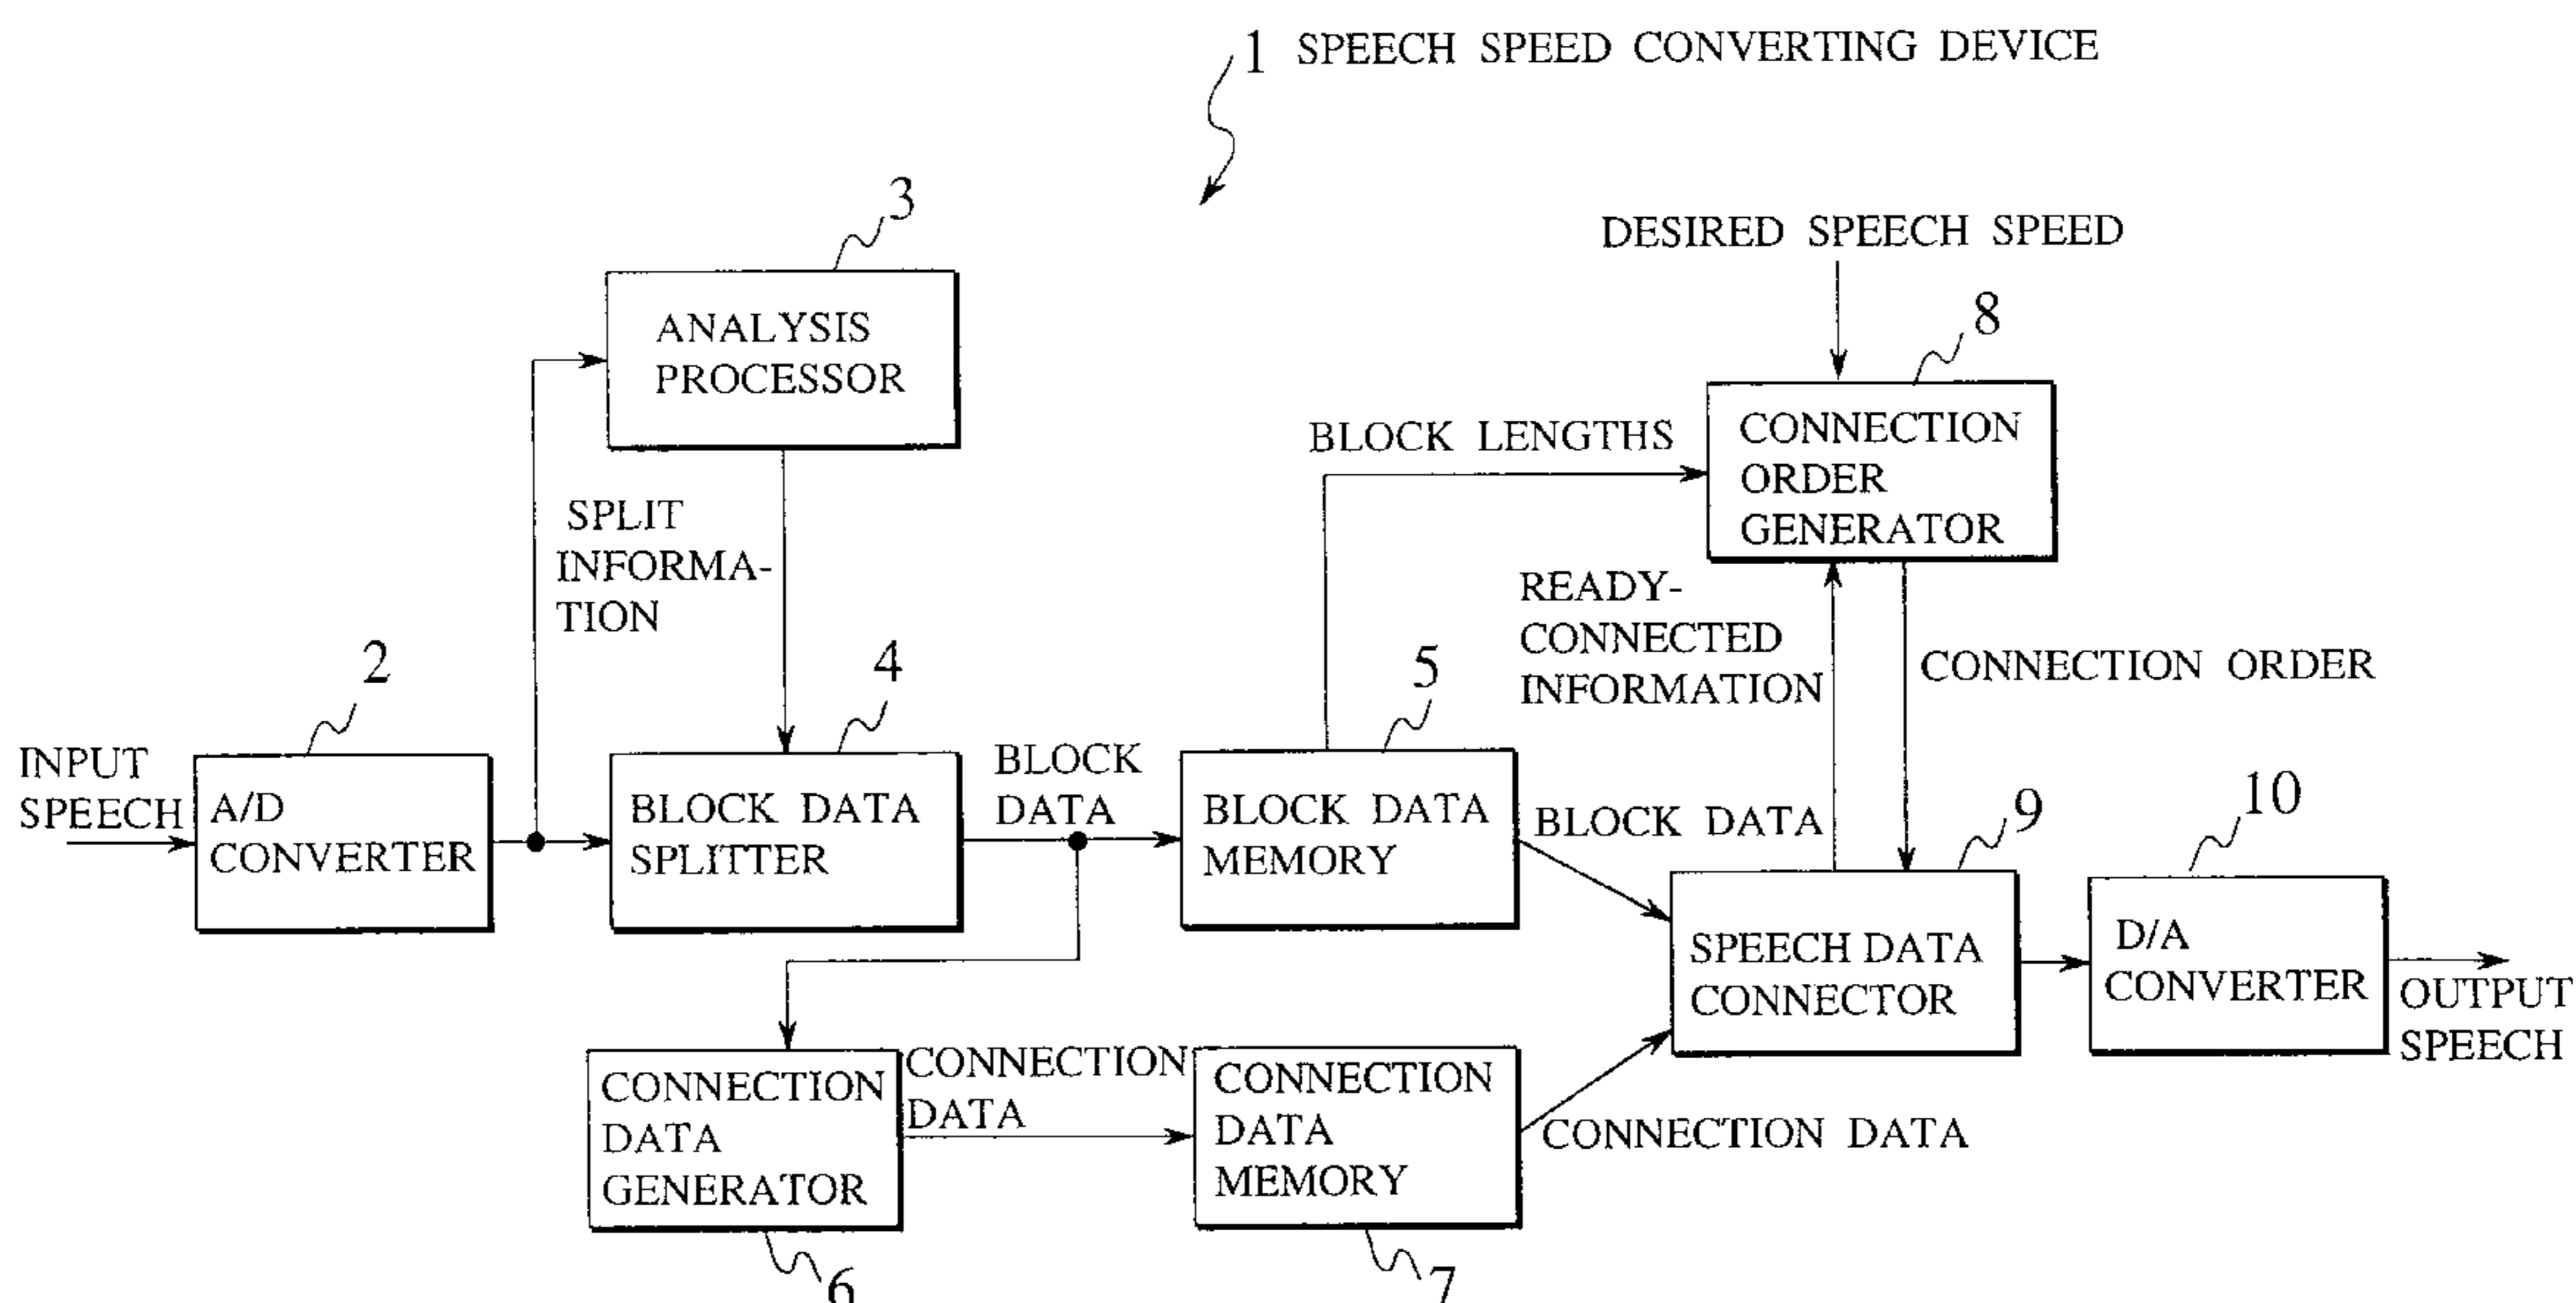 1 SPEECH SPEED CONVERTING DEVICE
3
DESIRED SPEECH SPEED
ANALYSIS
PROCESSOR
8
BLOCK LENGTHS
CONNECTION
ORDER
GENERATOR
SPLIT
INFORMA-
TION
READY-
CONNECTED
INFORMATION
CONNECTION ORDER
2
4
5
INPUT
SPEECH
A/D
CONVERTER
BLOCK DATA
SPLITTER
BLOCK
DATA
BLOCK DATA
MEMORY
BLOCK DATA
9
10
SPEECH DATA
CONNECTOR
D/A
CONVERTER
OUTPUT
SPEECH
CONNECTION
DATA
GENERATOR
CONNECTION
DATA
CONNECTION
DATA
MEMORY
CONNECTION DATA
6
7